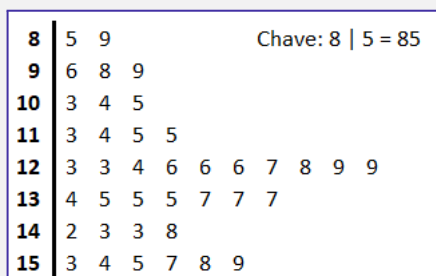 8 | 5 9 Chave: 8 | 5 = 85
9 | 6 8 9
10 | 3 4 5
11 | 3 4 5 5
12 | 3 3 4 6 6 6 7 8 9 9
13 | 4 5 5 5 7 7 7
14 | 2 3 3 8
15 | 3 4 5 7 8 9